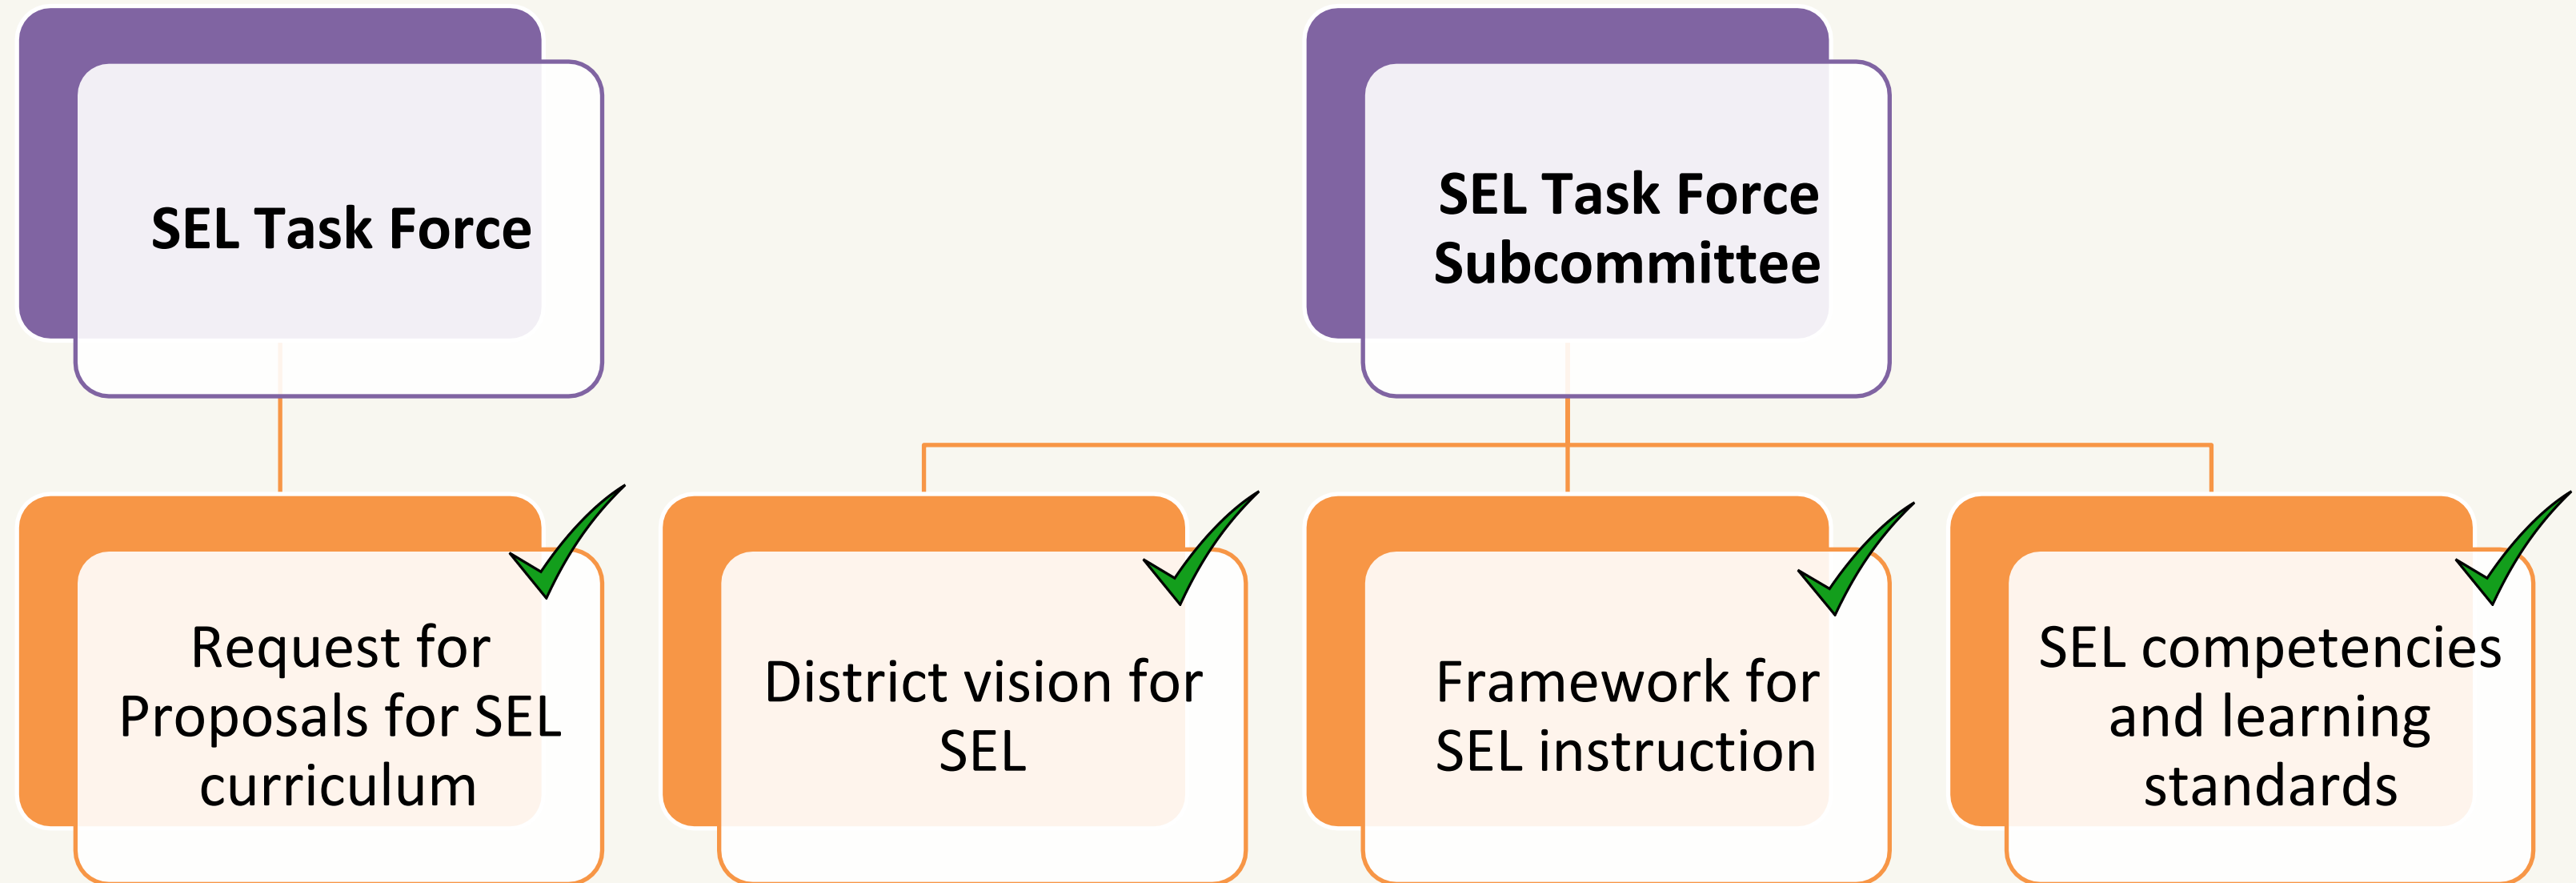 SEL Task Force
SEL Task Force
Subcommittee
Request for
Proposals for SEL
curriculum
District vision for
SEL
Framework for
SEL instruction
SEL competencies
and learning
standards